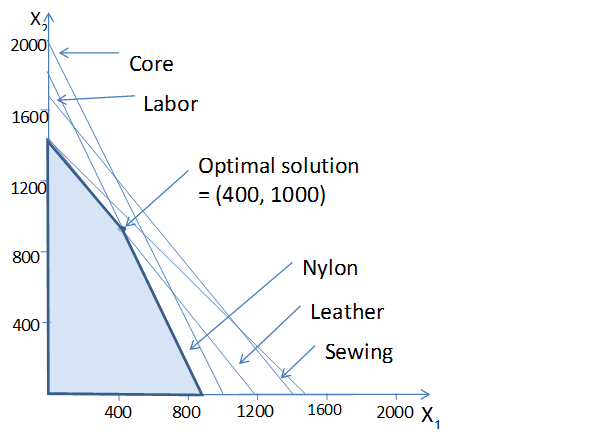 X2
2000
Core
Labor
1600
Optimal solution
= (400, 1000)
1200
800
Nylon
Leather
400
Sewing
400 800 1200 1600 2000 X1